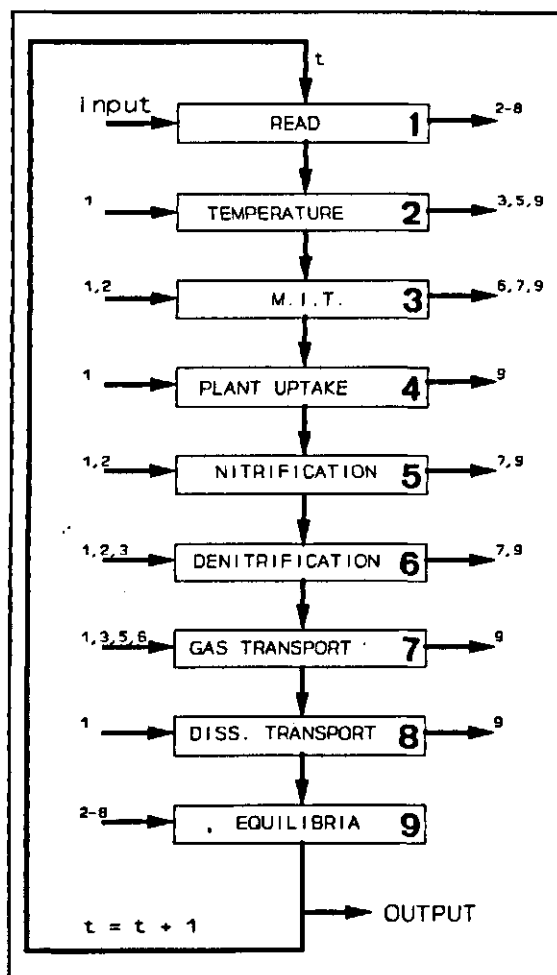 t
input READ 1 2-8
1 TEMPERATURE 2 3,5,9
1,2 M.I.T. 3 6,7,9
1 PLANT UPTAKE 4 9
1,2 NITRIFICATION 5 7,9
1,2,3 DENITRIFICATION 6 7,9
1,3,5,6 GAS TRANSPORT 7 9
1 DISS. TRANSPORT 8 9
2-8 EQUILIBRIA 9
OUTPUT
t = t + 1